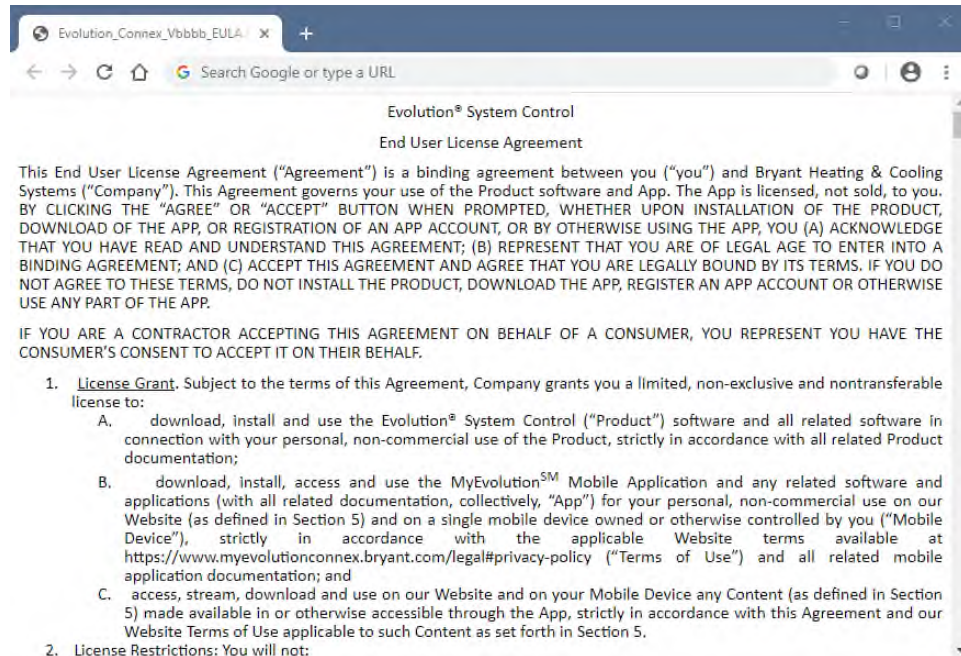 Evolution_Connex_Vbbbb_EULA
Search Google or type a URL
Evolution® System Control
End User License Agreement
This End User License Agreement (“Agreement”) is a binding agreement between you (“you”) and Bryant Heating & Cooling
Systems (“Company”). This Agreement governs your use of the Product software and App. The App is licensed, not sold, to you.
BY CLICKING THE “AGREE” OR “ACCEPT” BUTTON WHEN PROMPTED, WHETHER UPON INSTALLATION OF THE PRODUCT,
DOWNLOAD OF THE APP, OR REGISTRATION OF AN APP ACCOUNT, OR BY OTHERWISE USING THE APP, YOU (A) ACKNOWLEDGE
THAT YOU HAVE READ AND UNDERSTAND THIS AGREEMENT; (B) REPRESENT THAT YOU ARE OF LEGAL AGE TO ENTER INTO A
BINDING AGREEMENT; AND (C) ACCEPT THIS AGREEMENT AND AGREE THAT YOU ARE LEGALLY BOUND BY ITS TERMS. IF YOU DO
NOT AGREE TO THESE TERMS, DO NOT INSTALL THE PRODUCT, DOWNLOAD THE APP, REGISTER AN APP ACCOUNT OR OTHERWISE
USE ANY PART OF THE APP.
IF YOU ARE A CONTRACTOR ACCEPTING THIS AGREEMENT ON BEHALF OF A CONSUMER, YOU REPRESENT YOU HAVE THE
CONSUMER’S CONSENT TO ACCEPT IT ON THEIR BEHALF.
1. License Grant. Subject to the terms of this Agreement, Company grants you a limited, non-exclusive and nontransferable
license to:
A. download, install and use the Evolution® System Control (“Product”) software and all related software in
connection with your personal, non-commercial use of the Product, strictly in accordance with all related Product
documentation;
B. download, install, access and use the MyEvolution℠ Mobile Application and any related software and
applications (with all related documentation, collectively, “App”) for your personal, non-commercial use on our
Website (as defined in Section 5) and on a single mobile device owned or otherwise controlled by you (“Mobile
Device”), strictly in accordance with the applicable Website terms available at
https://www.myevolutionconnex.bryant.com/legal#privacy-policy (“Terms of Use”) and all related mobile
application documentation; and
C. access, stream, download and use on our Website and on your Mobile Device any Content (as defined in Section
5) made available in or otherwise accessible through the App, strictly in accordance with this Agreement and our
Website Terms of Use applicable to such Content as set forth in Section 5.
2. License Restrictions: You will not: